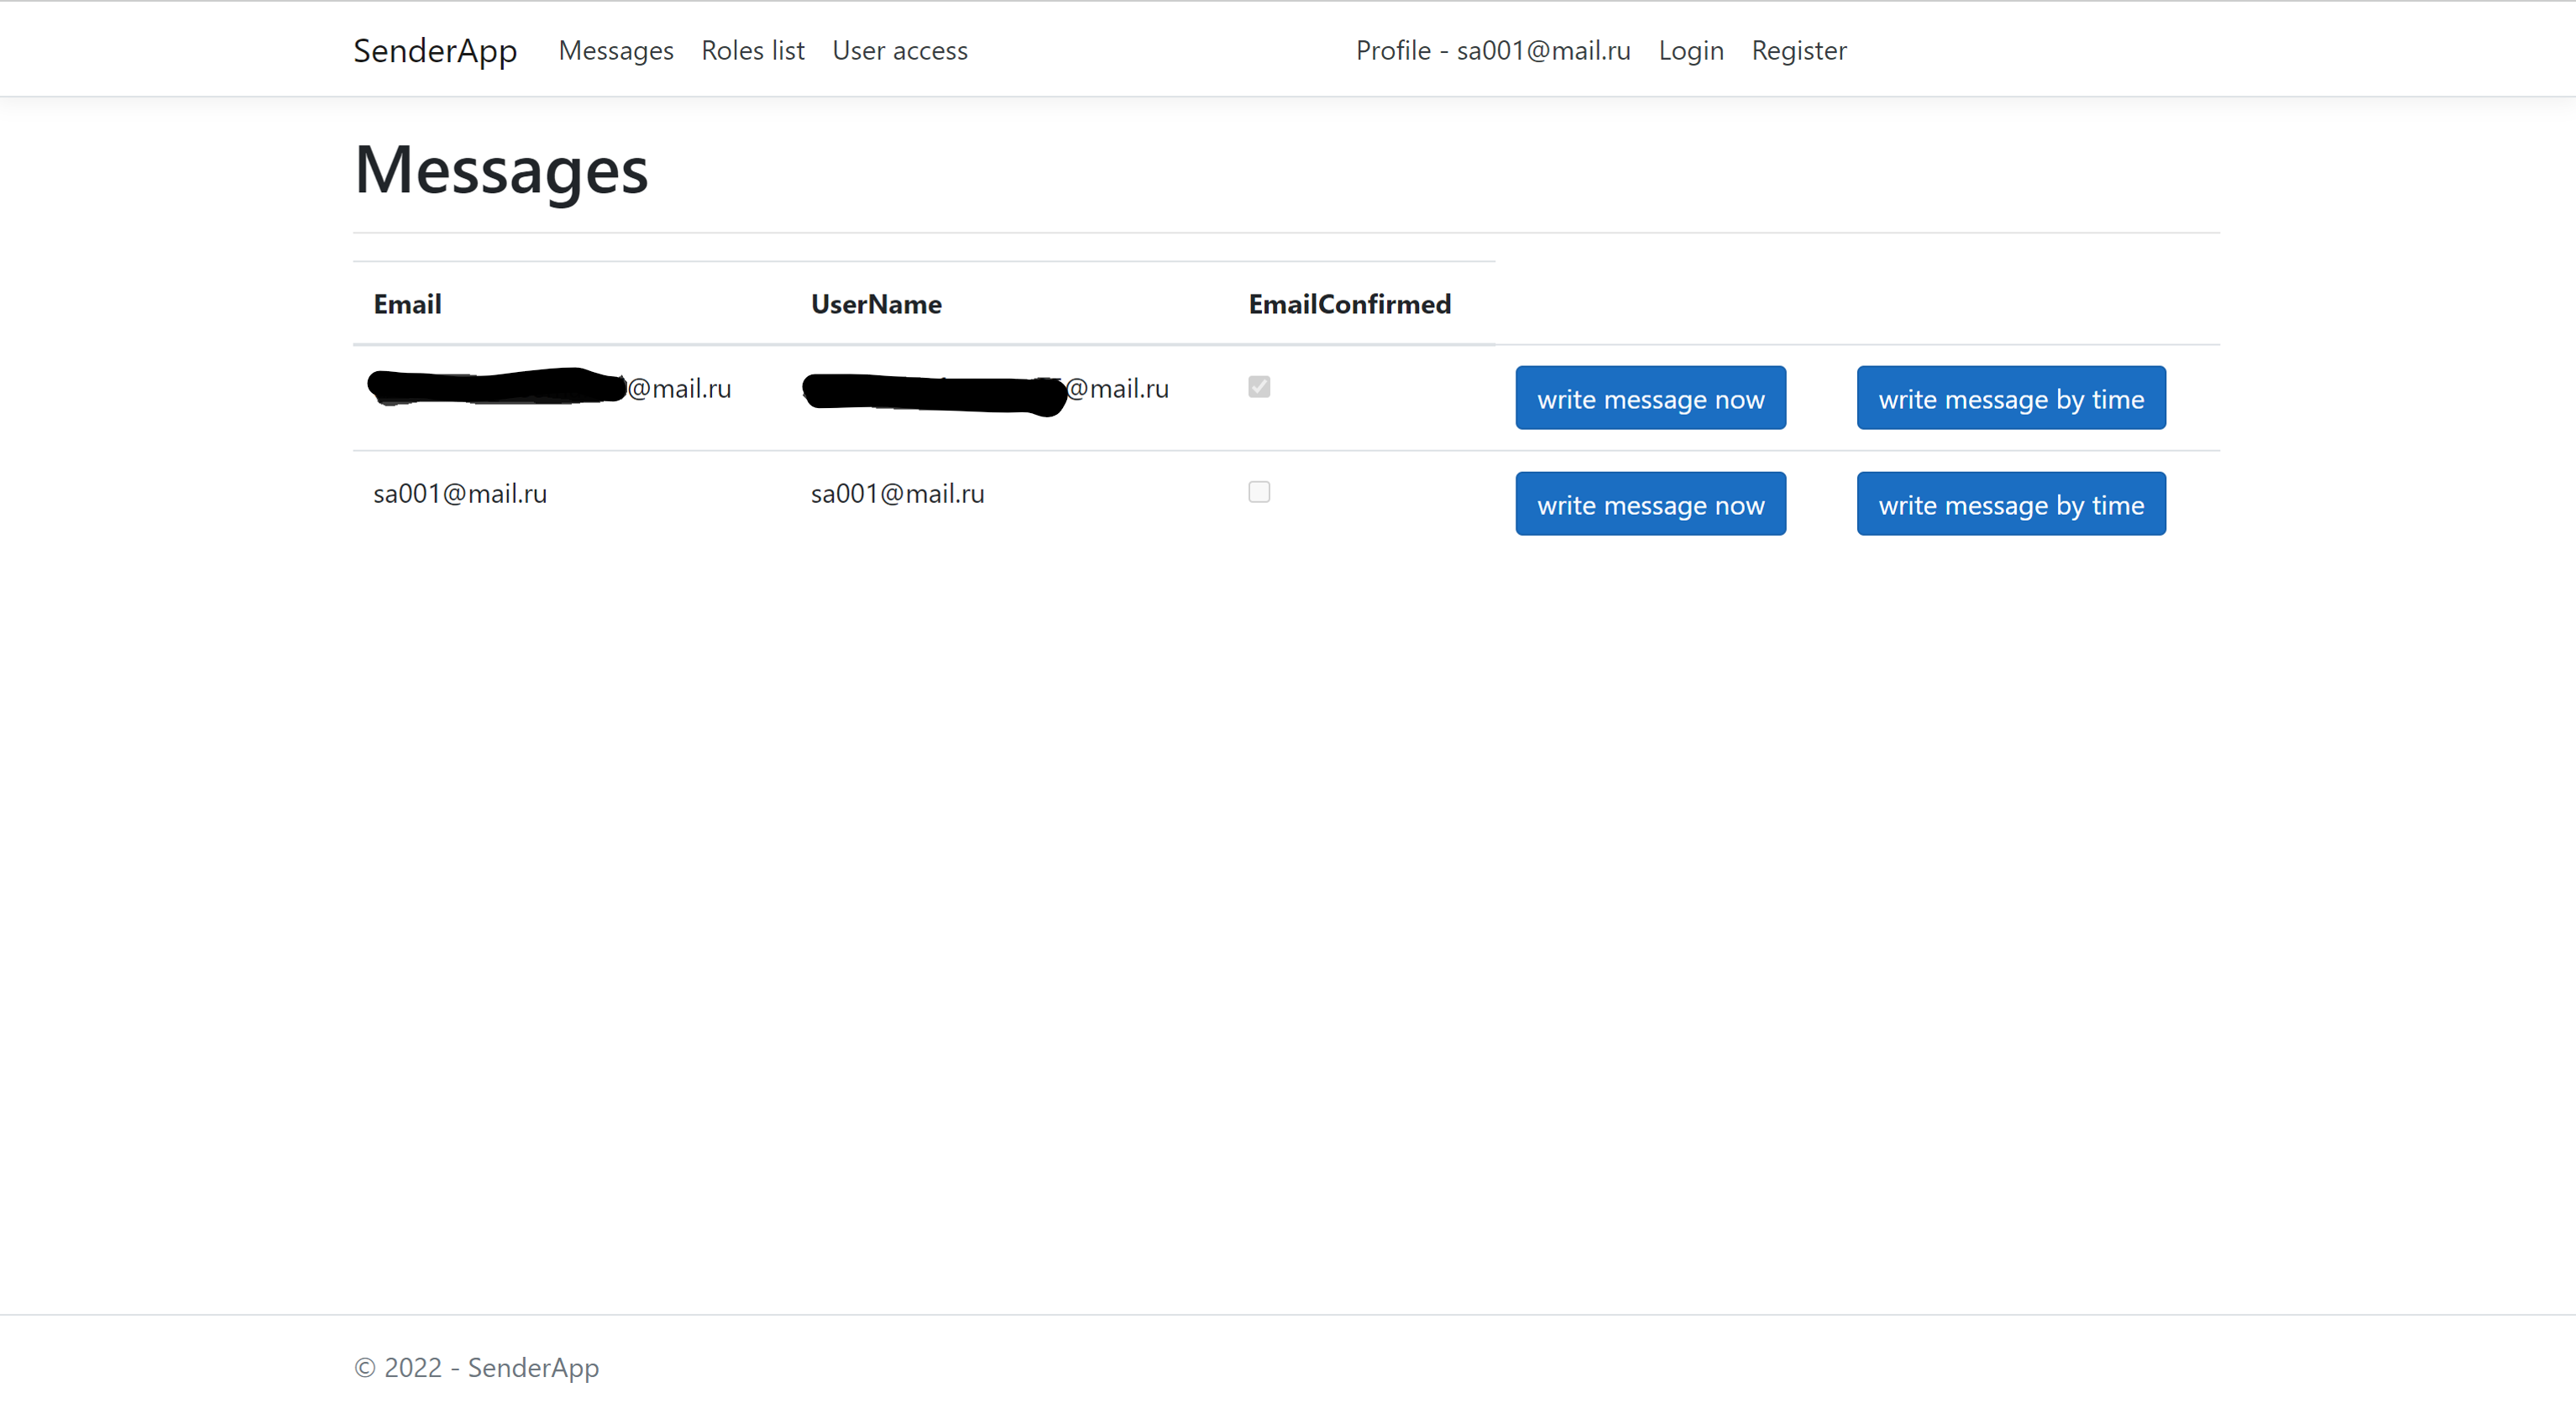 SenderApp Messages Roles list User access Profile - sa001@mail.ru Login Register
Messages
Email UserName EmailConfirmed
@mail.ru @mail.ru write message now write message by time
sa001@mail.ru sa001@mail.ru write message now write message by time
© 2022 - SenderApp